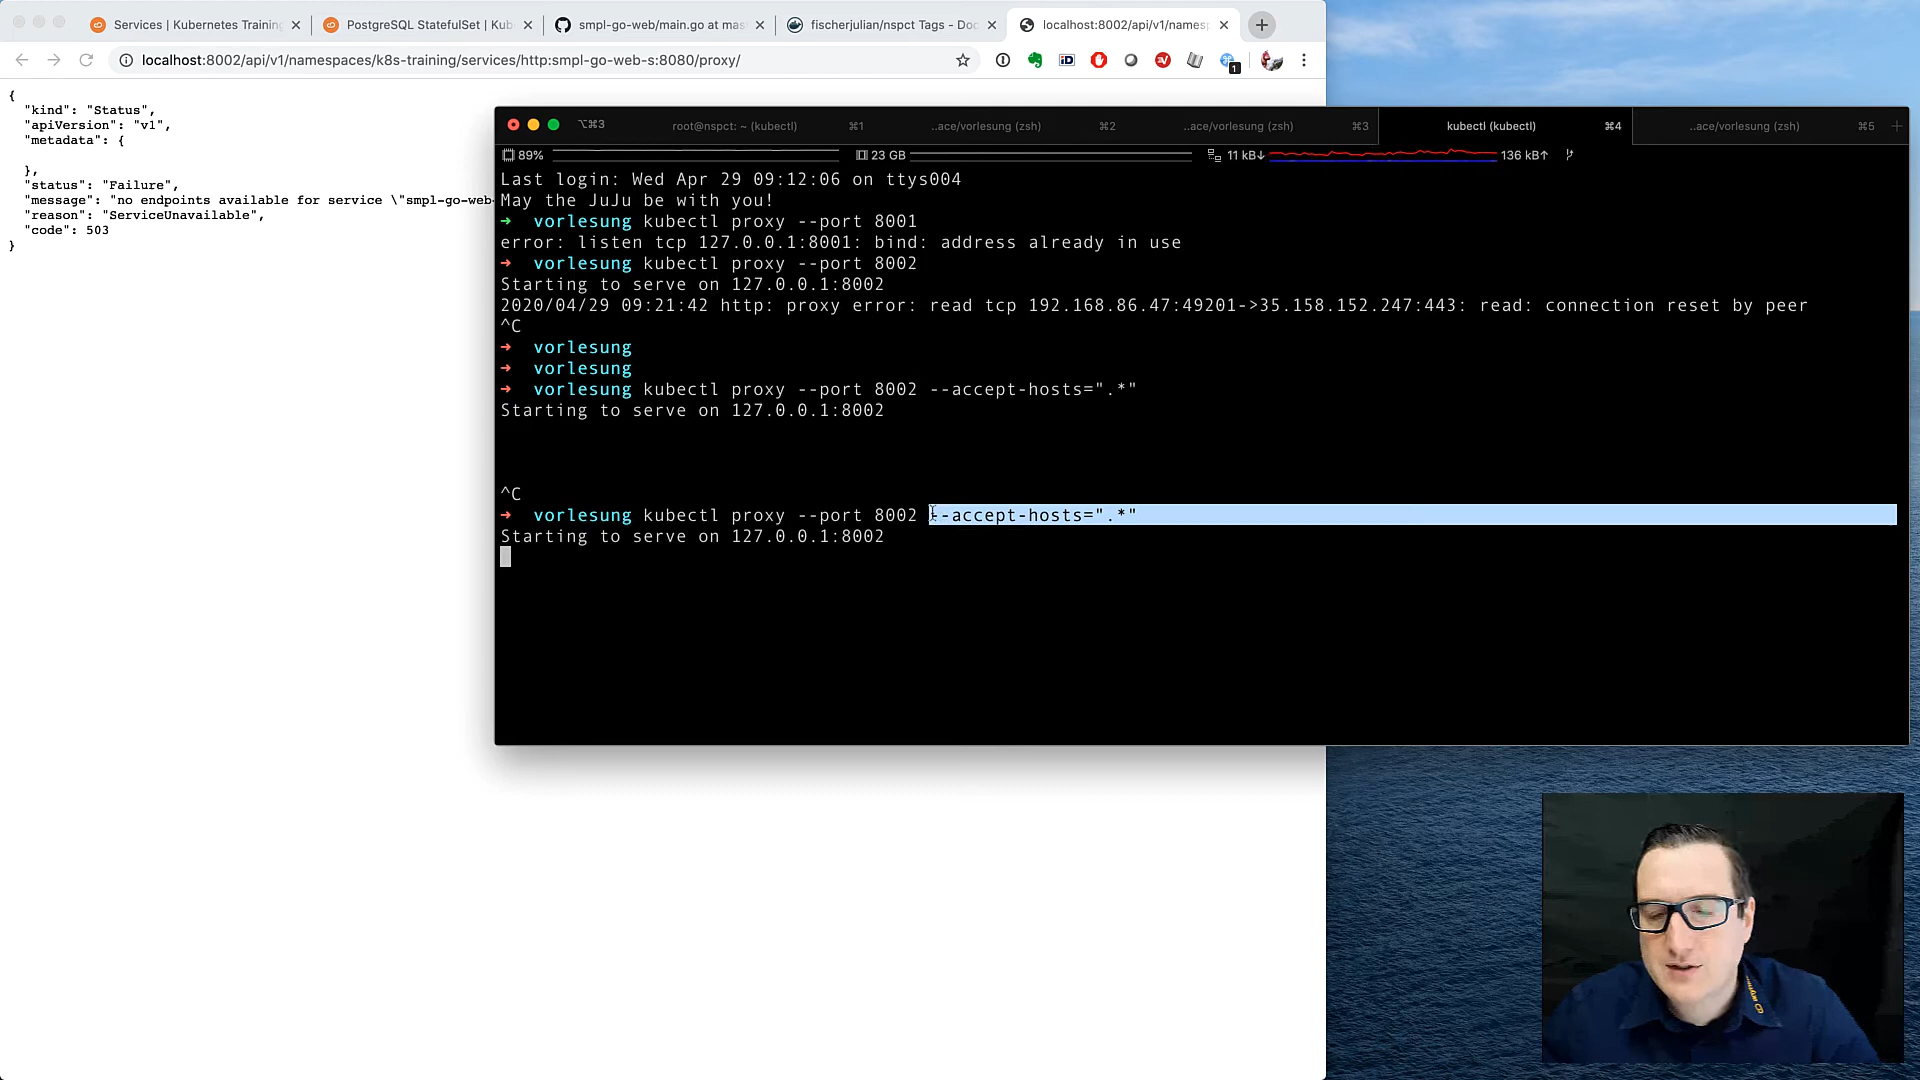 Services | Kubernetes Training
PostgreSQL StatefulSet | Kub
smpl-go-web/main.go at mas
fischerjulian/nspct Tags - Doc
localhost:8002/api/v1/namesp
localhost:8002/api/v1/namespaces/k8s-training/services/http:smpl-go-web-s:8080/proxy/
iD
1
{
"kind": "Status",
"apiVersion": "v1",
"metadata": {
},
"status": "Failure",
"message": "no endpoints available for service \"smpl-go-web-
"reason": "ServiceUnavailable",
"code": 503
}
⌥⌘3
root@nspct: ~ (kubectl) ⌘1
..ace/vorlesung (zsh) ⌘2
..ace/vorlesung (zsh) ⌘3
kubectl (kubectl) ⌘4
..ace/vorlesung (zsh) ⌘5
89% 23 GB 11 kB↓ 136 kB↑
Last login: Wed Apr 29 09:12:06 on ttys004
May the JuJu be with you!
➜ vorlesung kubectl proxy --port 8001
error: listen tcp 127.0.0.1:8001: bind: address already in use
➜ vorlesung kubectl proxy --port 8002
Starting to serve on 127.0.0.1:8002
2020/04/29 09:21:42 http: proxy error: read tcp 192.168.86.47:49201->35.158.152.247:443: read: connection reset by peer
^C
➜ vorlesung
➜ vorlesung
➜ vorlesung kubectl proxy --port 8002 --accept-hosts=".*"
Starting to serve on 127.0.0.1:8002
^C
➜ vorlesung kubectl proxy --port 8002 --accept-hosts=".*"
Starting to serve on 127.0.0.1:8002